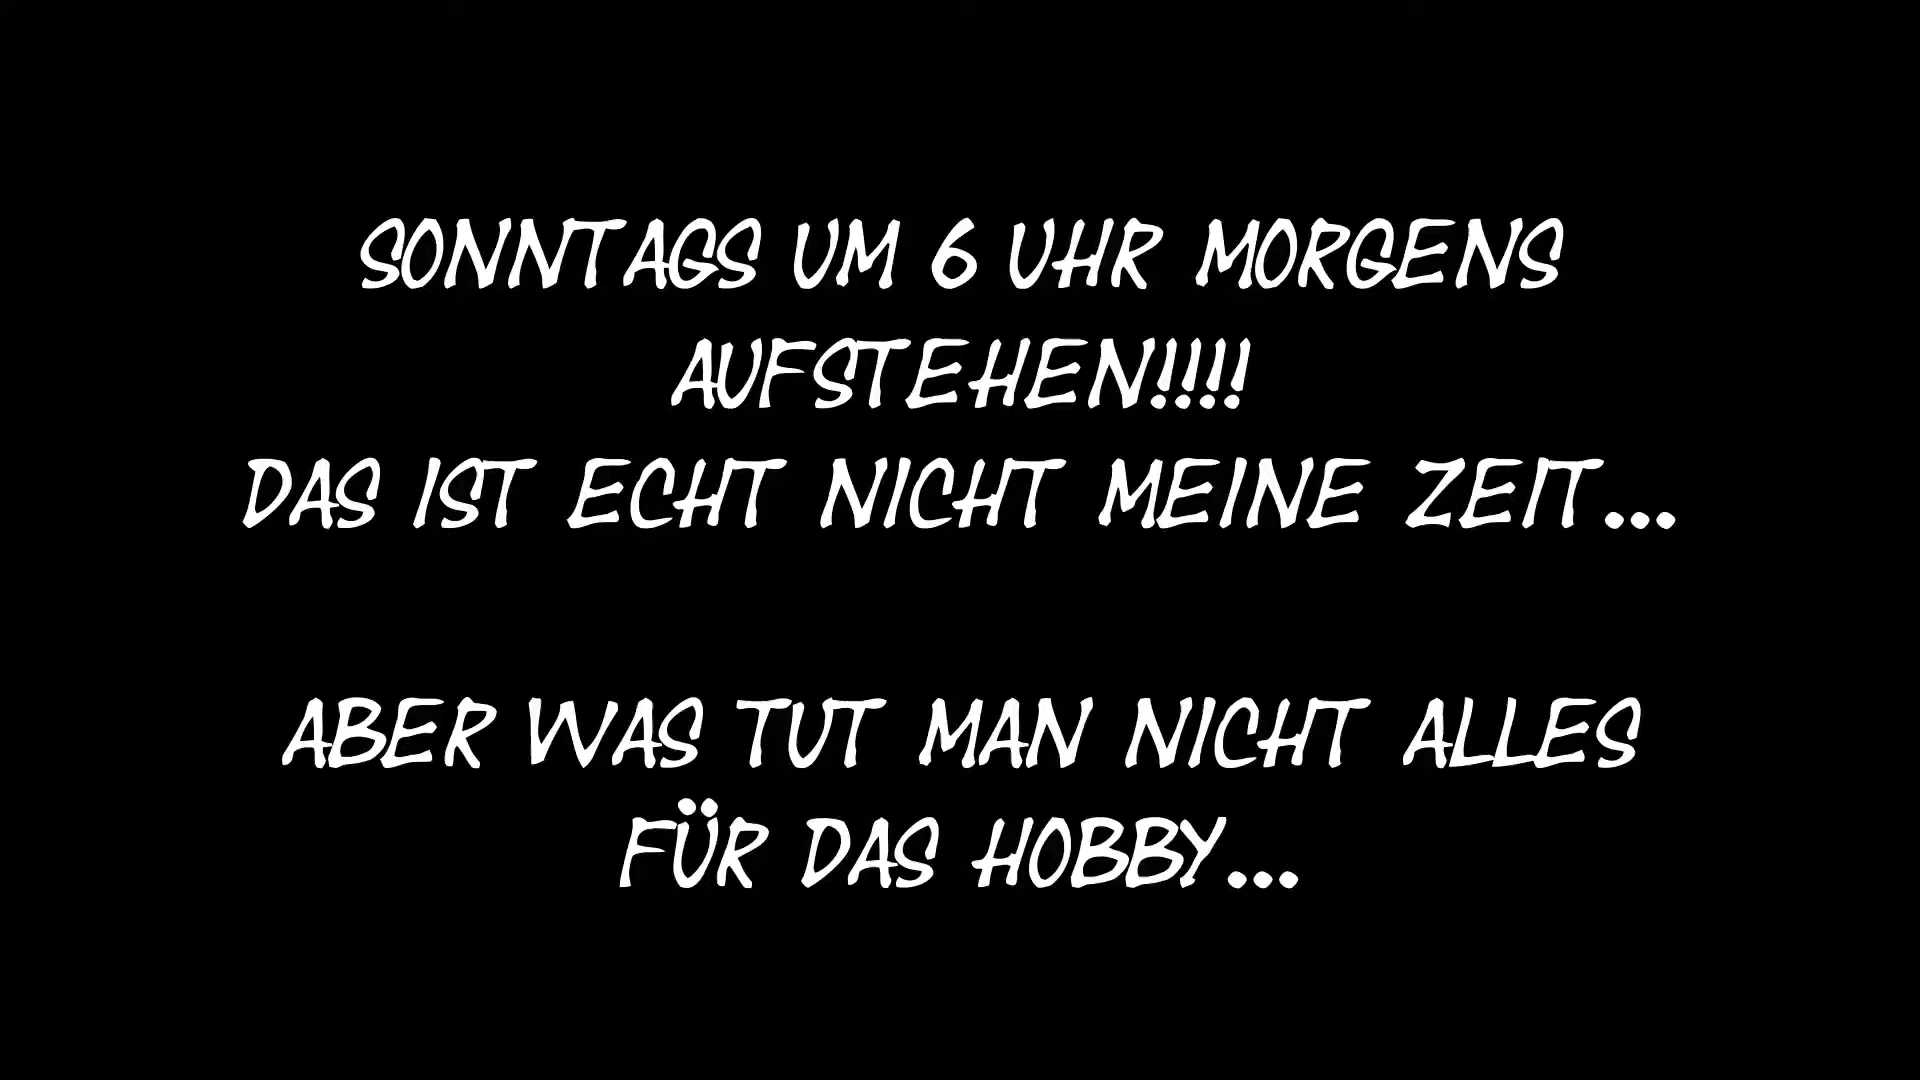 SONNTAGS UM 6 UHR MORGENS
AUFSTEHEN!!!!
DAS IST ECHT NICHT MEINE ZEIT...
ABER WAS TUT MAN NICHT ALLES
FÜR DAS HOBBY...